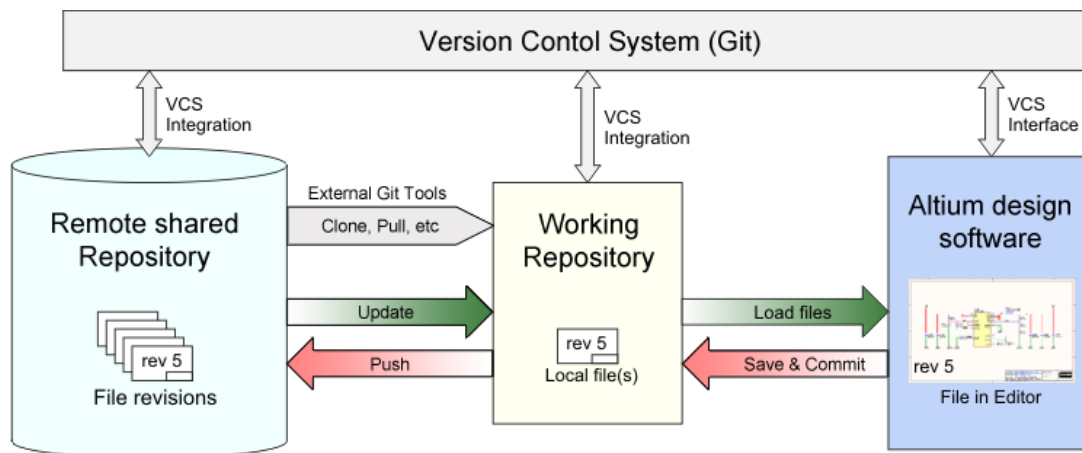 Version Contol System (Git)
VCS
Integration
VCS
Integration
VCS
Interface
Remote shared
Repository
rev 5
File revisions
External Git Tools
Clone, Pull, etc
Update
Push
Working
Repository
rev 5
Local file(s)
Load files
Save & Commit
Altium design
software
rev 5
File in Editor